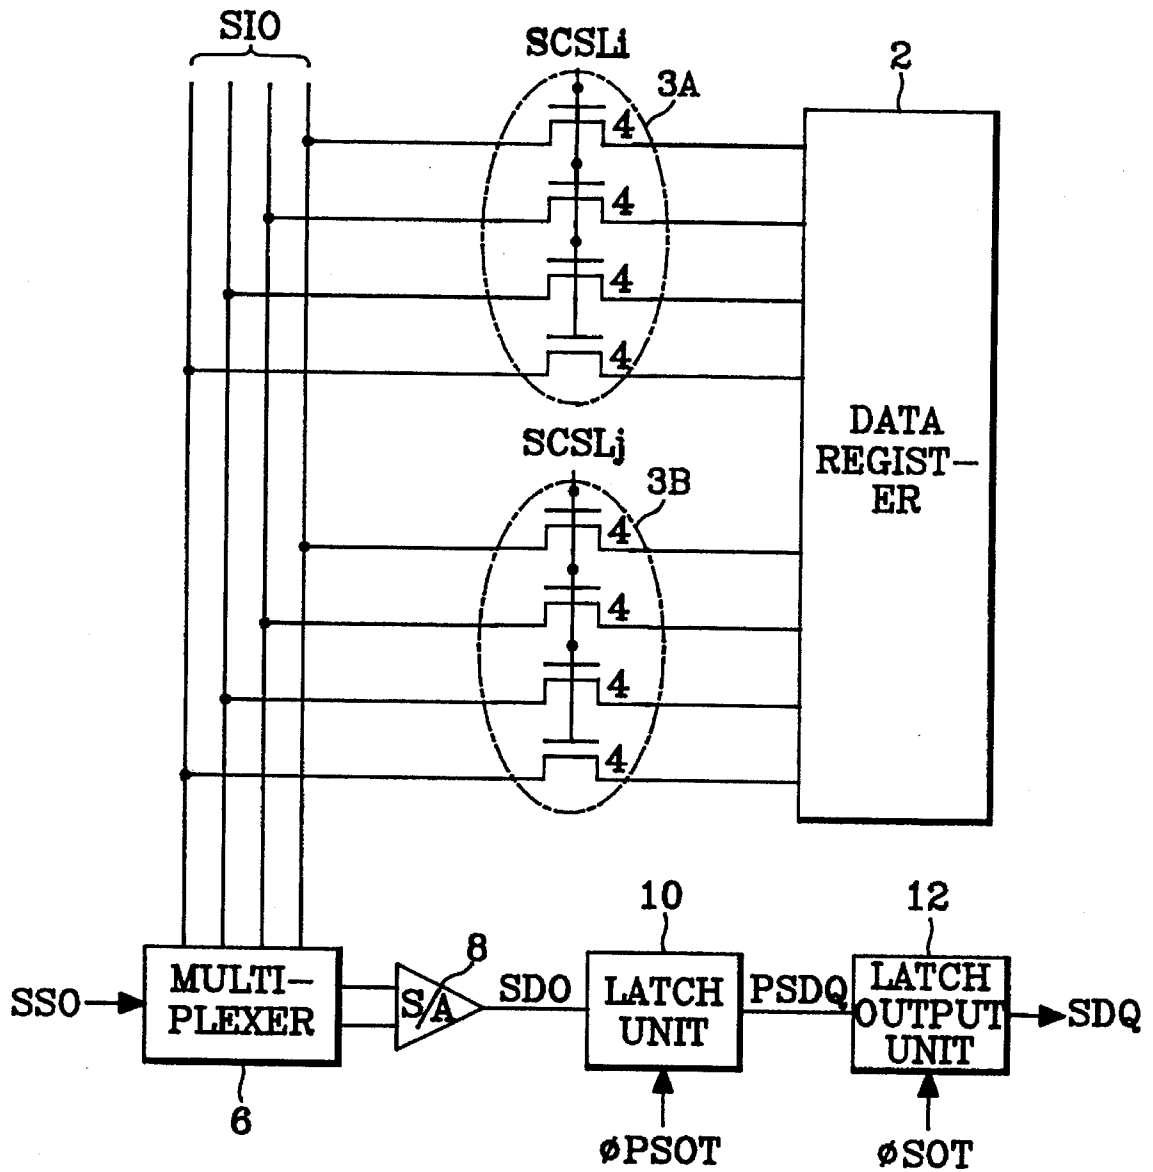 SIO
SCSLi
2
3A
4
4
4
4
DATA
REGIST-
ER
SCSLj
3B
4
4
4
4
10
12
8
MULTI-
PLEXER
S/A
SDO
LATCH
UNIT
PSDQ
LATCH
OUTPUT
UNIT
SSO
SDQ
6
øPSOT
øSOT